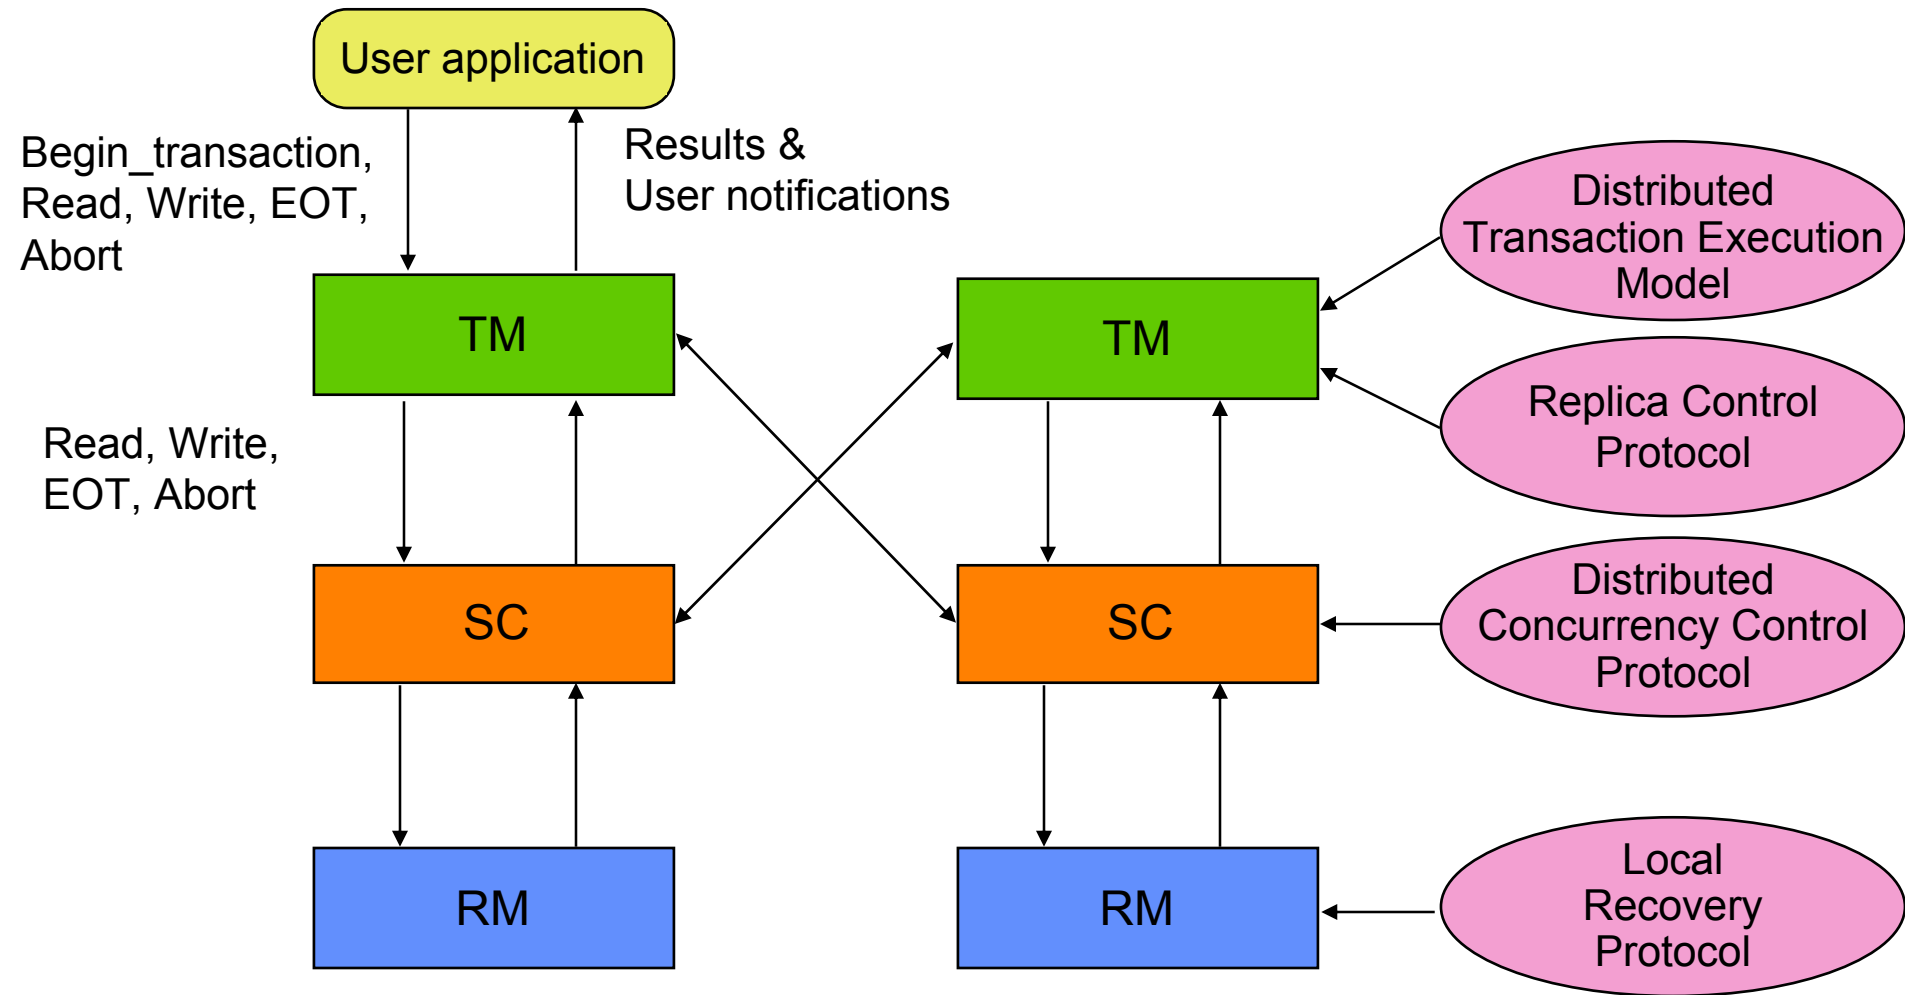 User application
Begin_transaction,
Read, Write, EOT,
Abort
Results &
User notifications
Distributed
Transaction Execution
Model
TM
TM
Replica Control
Protocol
Read, Write,
EOT, Abort
SC
SC
Distributed
Concurrency Control
Protocol
RM
RM
Local
Recovery
Protocol